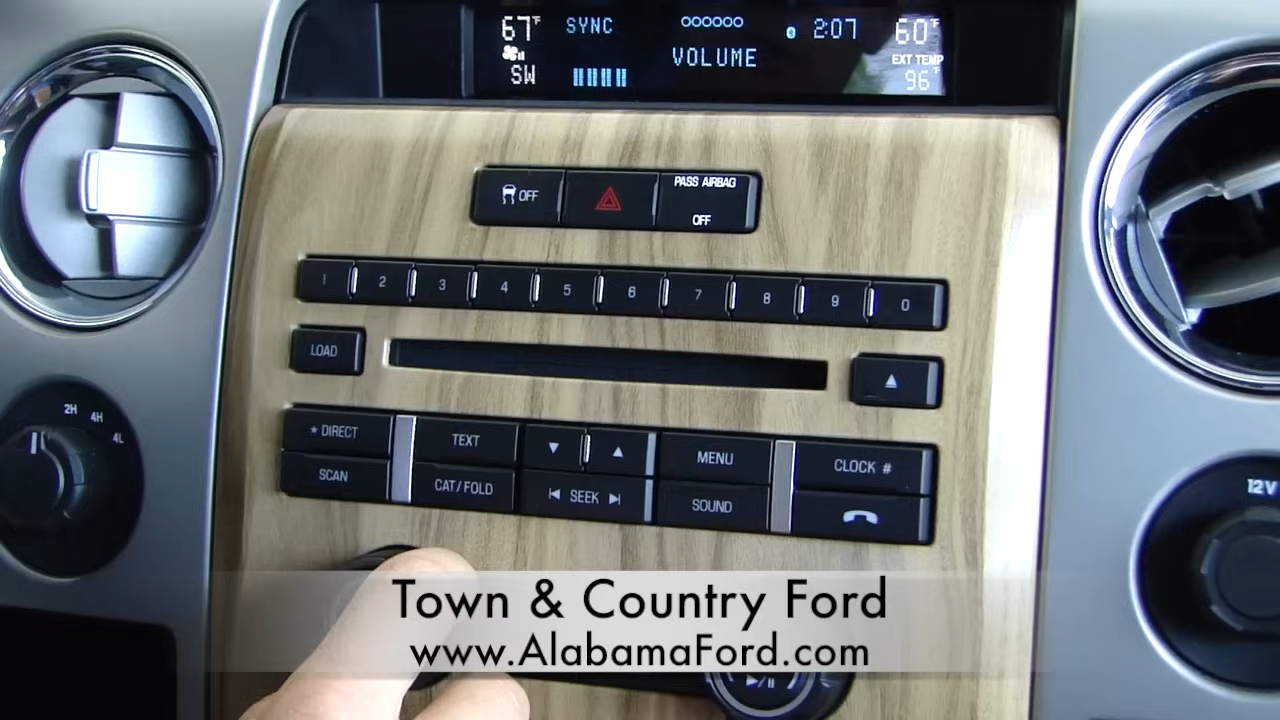 67°F SYNC 2:07 60°F
VOLUME
EXT TEMP
SW 96°F
OFF
PASS AIRBAG
OFF
1 2 3 4 5 6 7 8 9 0
LOAD
* DIRECT TEXT MENU CLOCK #
SCAN CAT/FOLD SEEK SOUND
2H 4H 4L
12V
Town & Country Ford
www.AlabamaFord.com